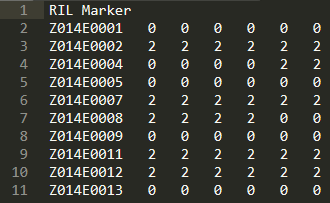 1 RIL Marker
2 Z014E0001 0 0 0 0 0 0
3 Z014E0002 2 2 2 2 2 2
4 Z014E0004 0 0 0 0 2 2
5 Z014E0005 0 0 0 0 0 0
6 Z014E0007 2 2 2 2 2 2
7 Z014E0008 2 2 2 2 0 0
8 Z014E0009 0 0 0 0 0 0
9 Z014E0011 2 2 2 2 2 2
10 Z014E0012 2 2 2 2 2 2
11 Z014E0013 0 0 0 0 0 0